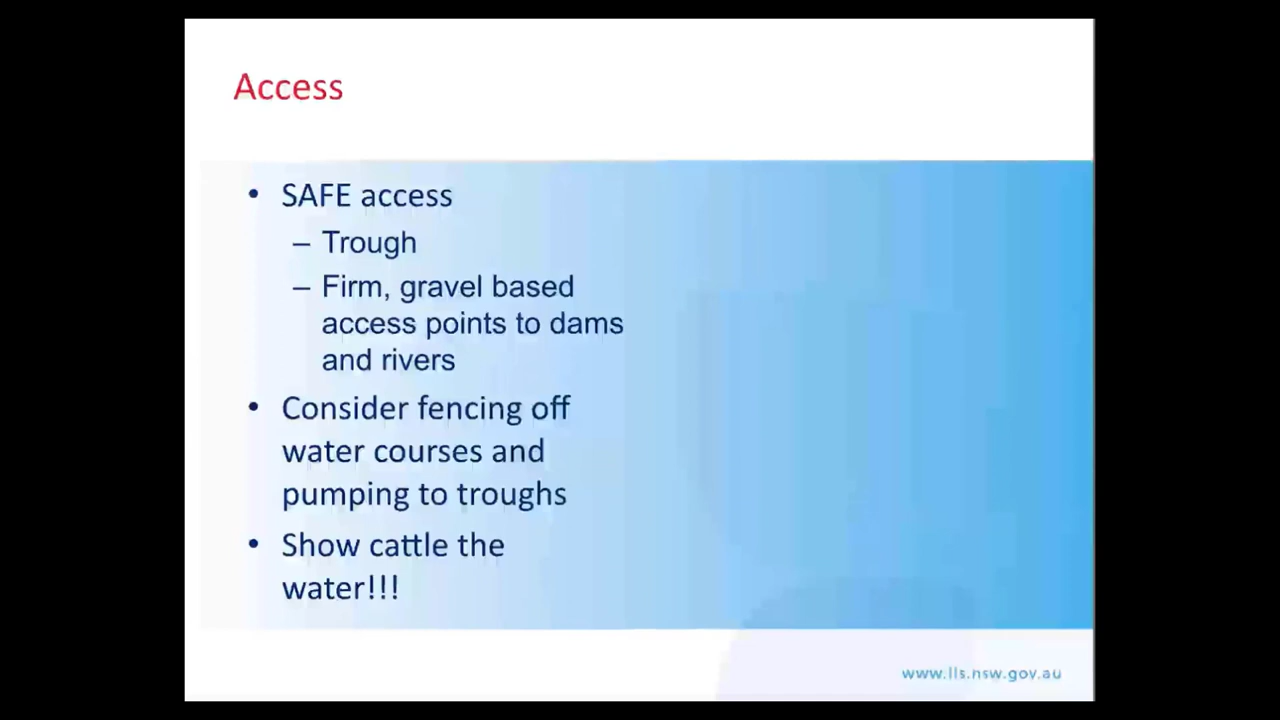 Access
• SAFE access
– Trough
– Firm, gravel based
access points to dams
and rivers
• Consider fencing off
water courses and
pumping to troughs
• Show cattle the
water!!!
www.lls.nsw.gov.au